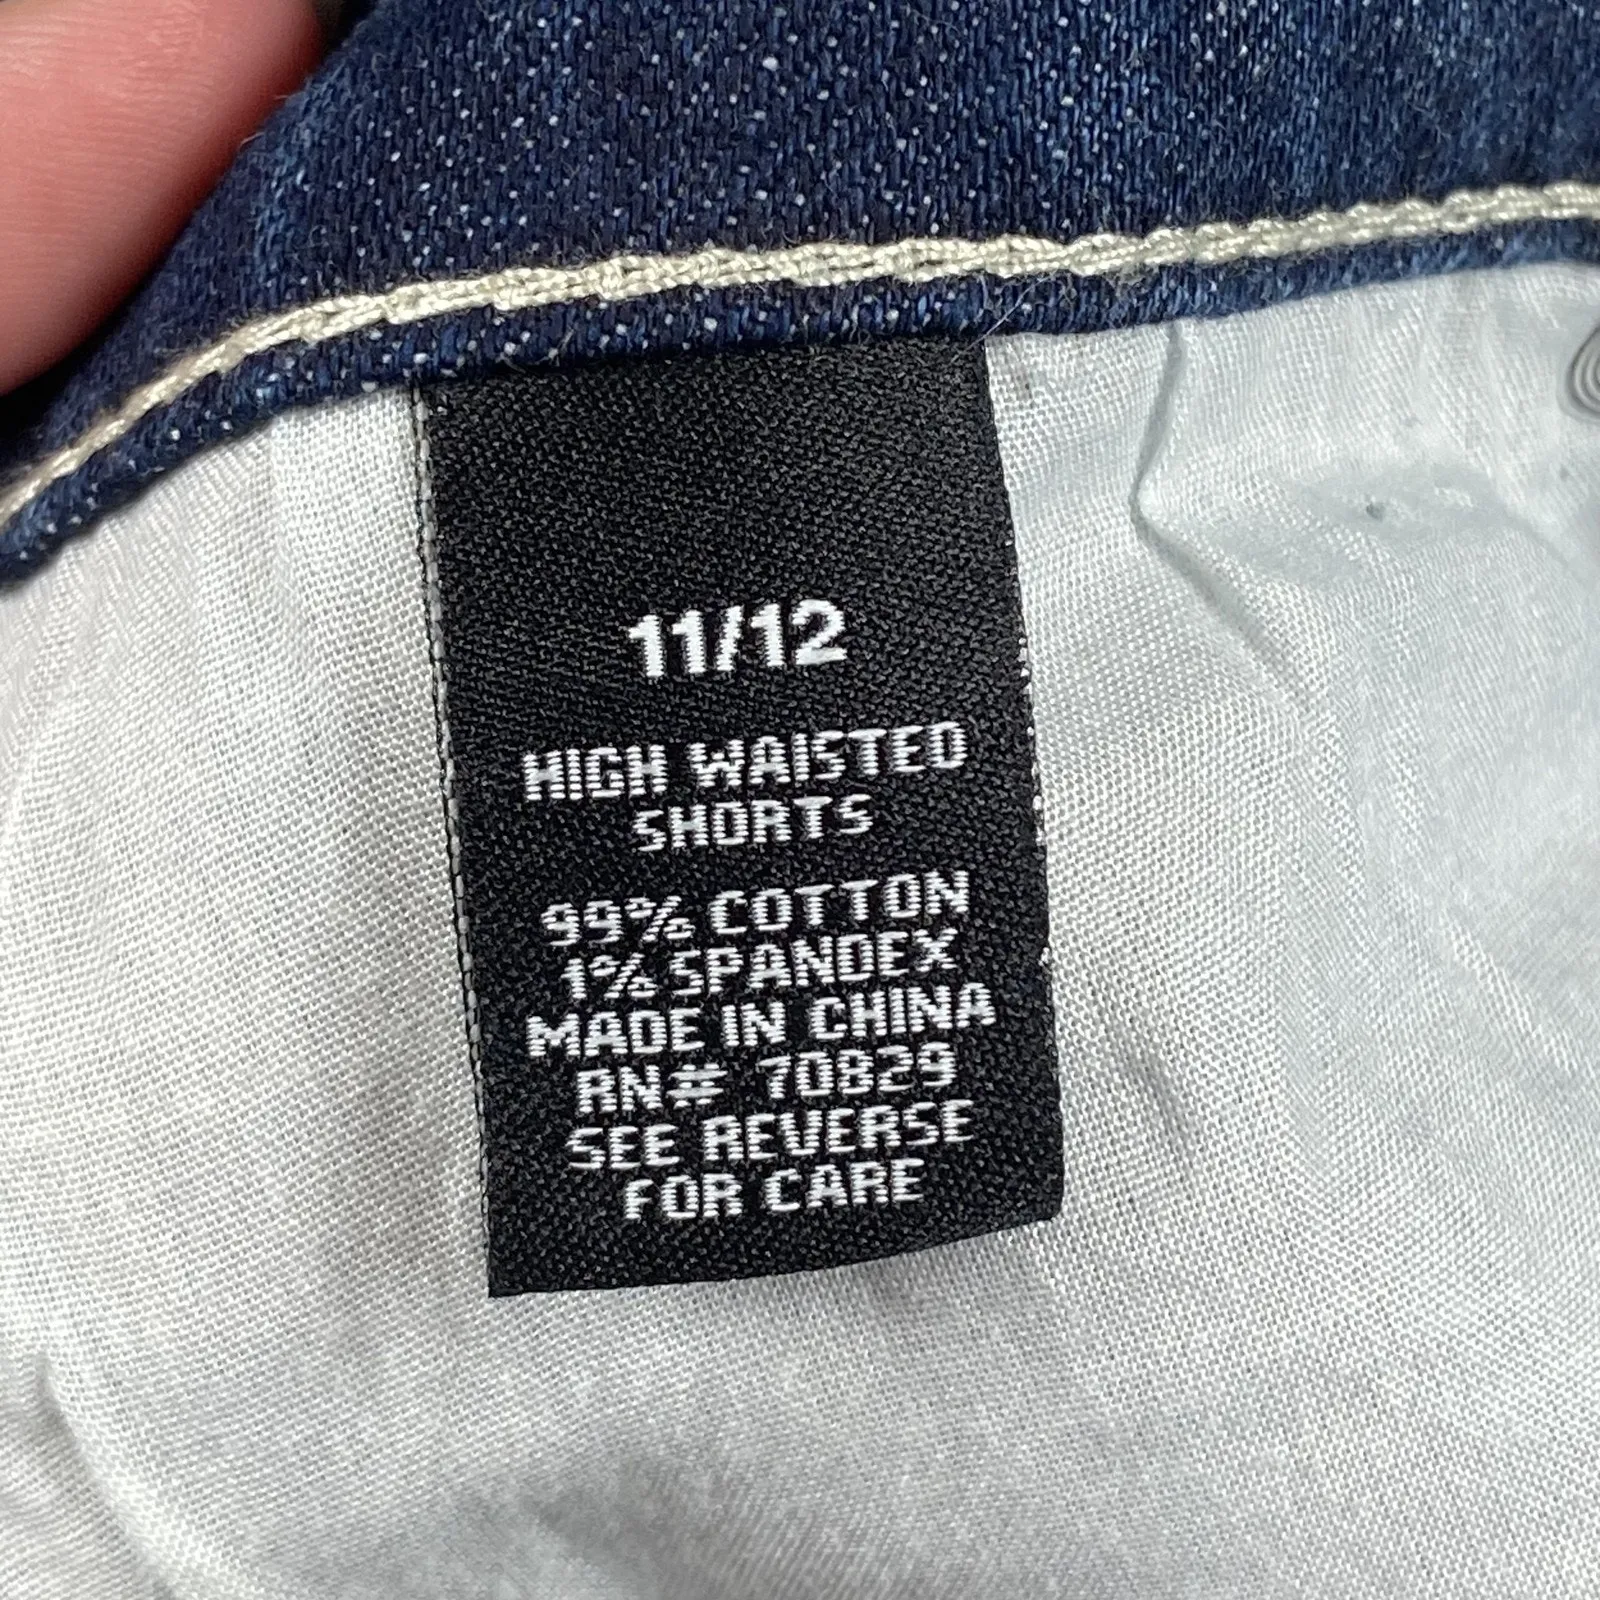 11/12
HIGH WAISTED
SHORTS
99% COTTON
1% SPANDEX
MADE IN CHINA
RN# 70829
SEE REVERSE
FOR CARE